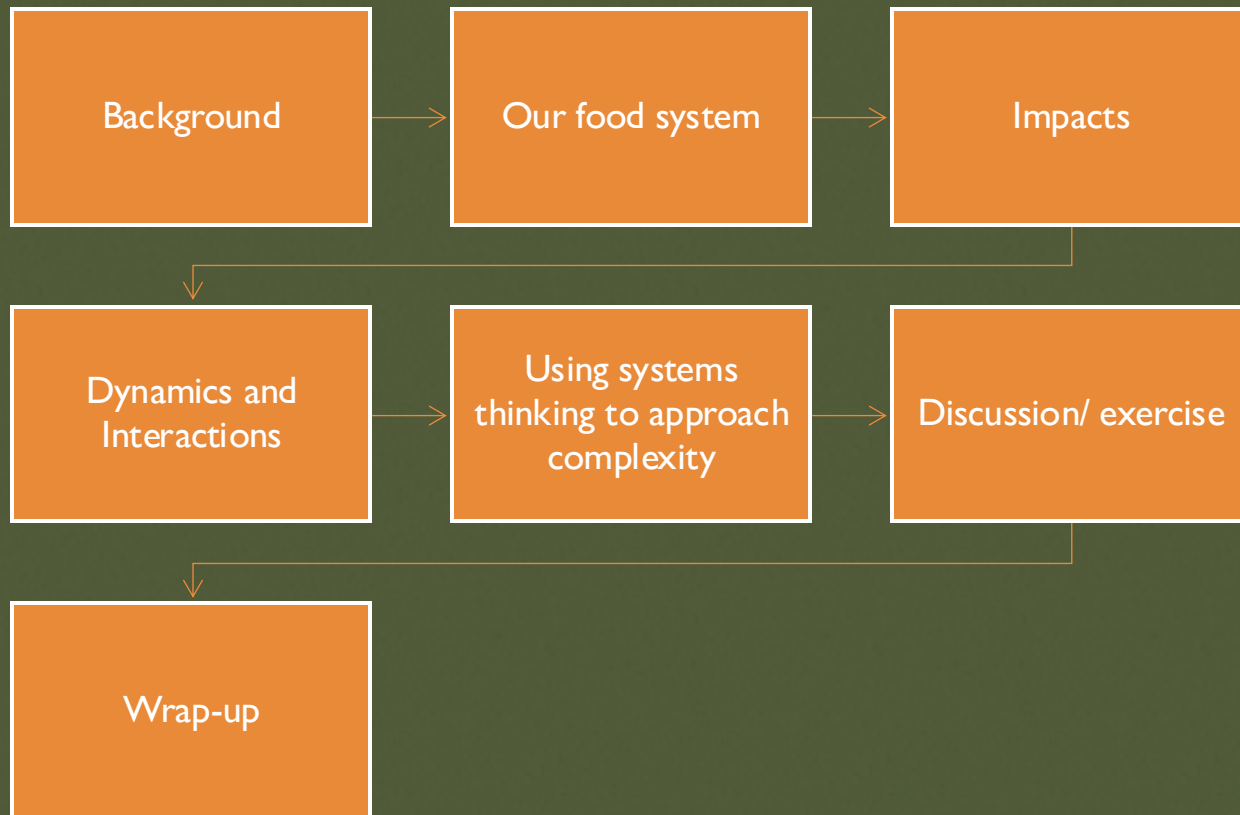 Background
Our food system
Impacts
Dynamics and
Interactions
Using systems
thinking to approach
complexity
Discussion/ exercise
Wrap-up